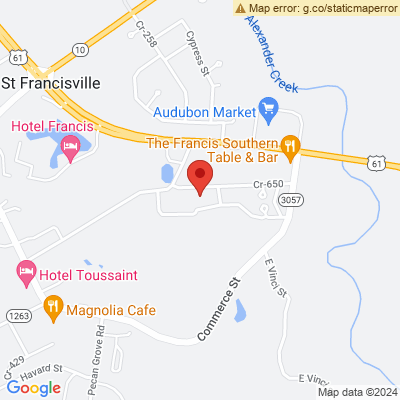 Map error: g.co/staticmaperror
Cr-258
Cypress St
Alexander Creek
10
61
St Francisville
Audubon Market
Hotel Francis
The Francis Southern
Table & Bar
61
Cr-650
3057
Hotel Toussaint
E Vinci St
Magnolia Cafe
Commerce St
1263
Pecan Grove Rd
Cr-429
Havard St
E Vinci
Google
Map data ©2024